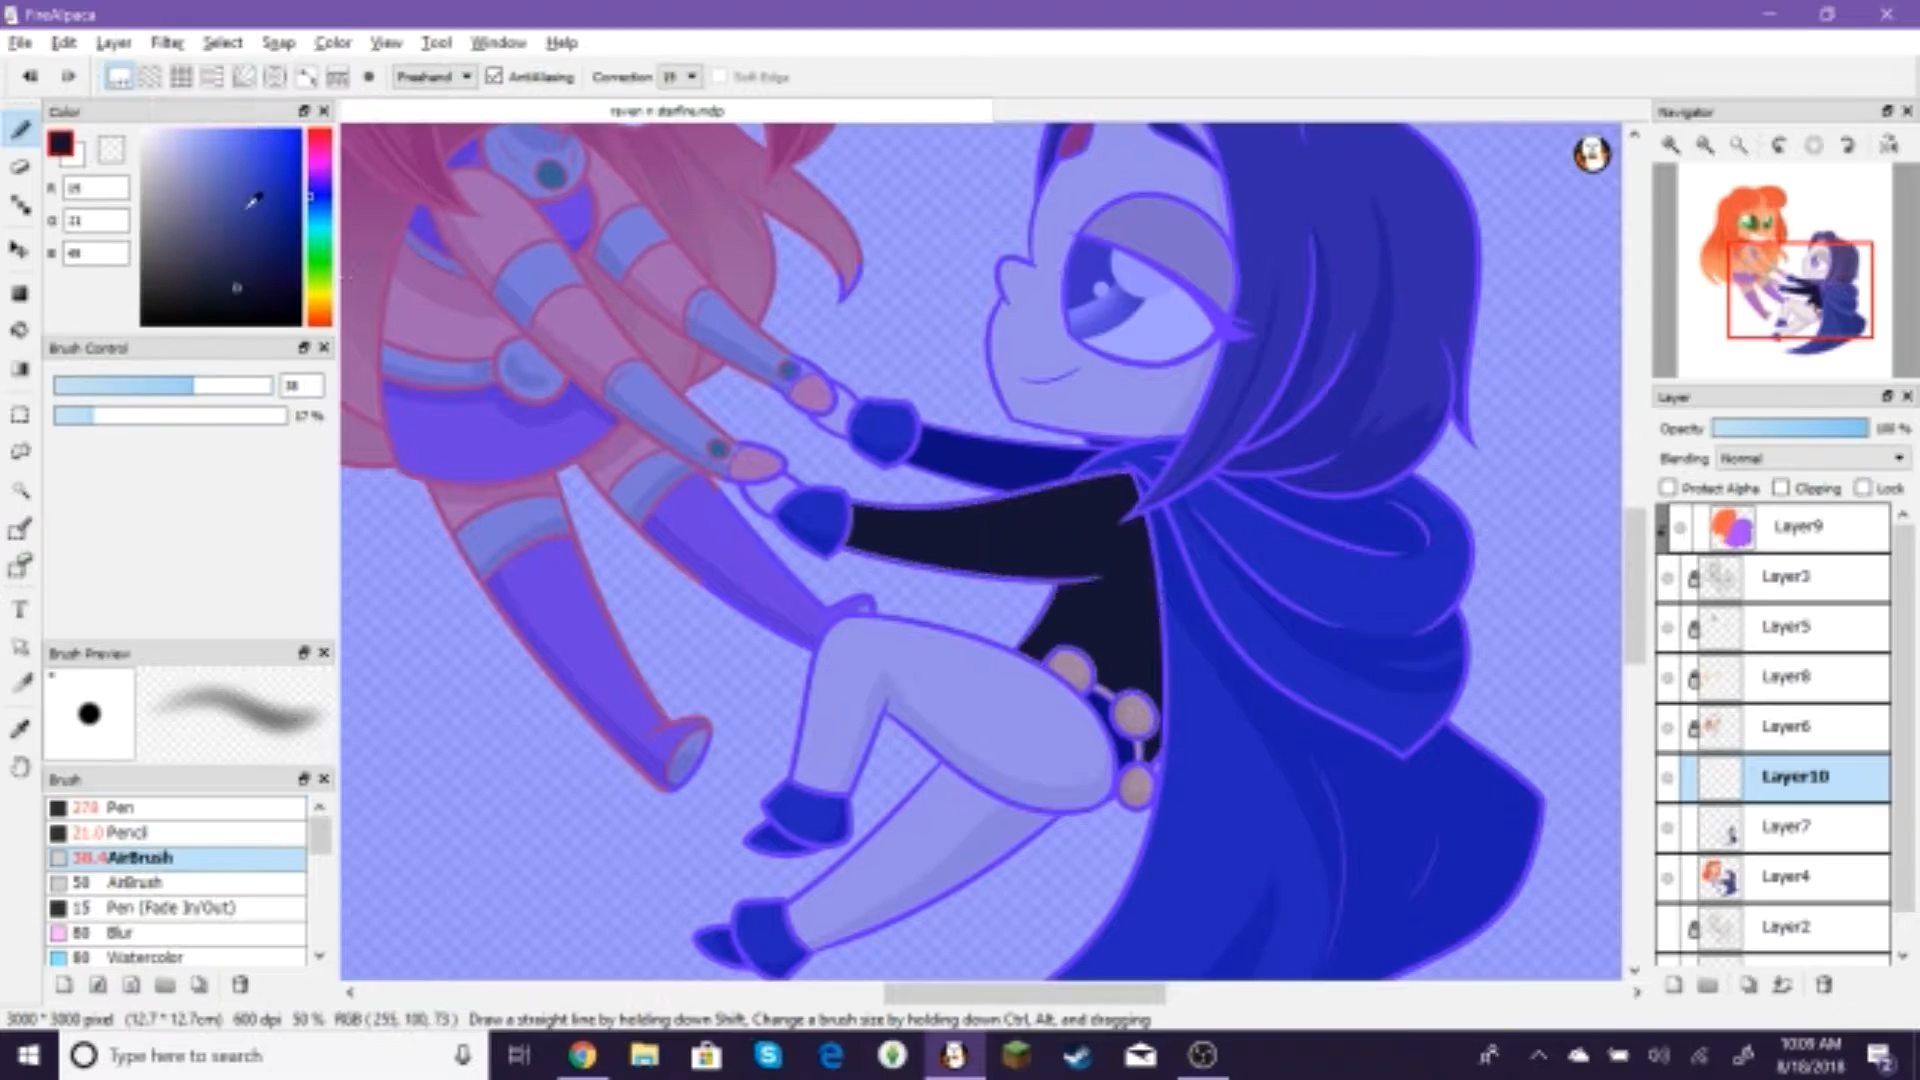 FireAlpaca
File Edit Layer Filter Select Snap Color View Tool Window Help
Freehand AntiAliasing Correction Soft Edge
Color
raven n starfire.mdp
Navigator
R
G
B
Brush Control
38
17 %
Layer
Opacity 100 %
Blending Normal
Protect Alpha Clipping Lock
Layer9
Layer3
Layer5
Layer8
Layer6
Layer10
Layer7
Layer4
Layer2
Brush Preview
Brush
270 Pen
21.0 Pencil
38.4 AirBrush
50 AirBrush
15 Pen (Fade In/Out)
80 Blur
80 Watercolor
3000 * 3000 pixel (12.7 * 12.7cm) 600 dpi 50 % RGB ( 255, 100, 73 ) Draw a straight line by holding down Shift, Change a brush size by holding down Ctrl, Alt, and dragging
Type here to search
10:09 AM
8/18/2018